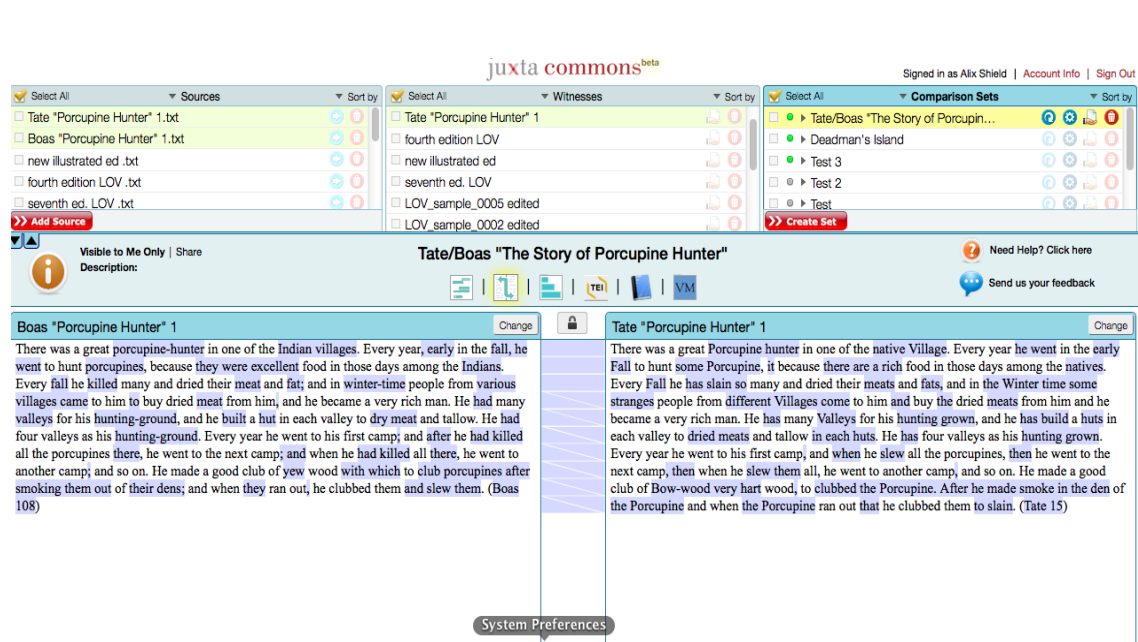 juxta commons beta
Signed in as Alix Shield | Account Info | Sign Out
Select All Sources Sort by
Tate "Porcupine Hunter" 1.txt
Boas "Porcupine Hunter" 1.txt
new illustrated ed .txt
fourth edition LOV .txt
seventh ed. LOV .txt
Add Source
Select All Witnesses Sort by
Tate "Porcupine Hunter" 1
fourth edition LOV
new illustrated ed
seventh ed. LOV
LOV_sample_0005 edited
LOV_sample_0002 edited
Select All Comparison Sets Sort by
Tate/Boas "The Story of Porcupin...
Deadman's Island
Test 3
Test 2
Test
Create Set
Visible to Me Only | Share
Description:
Tate/Boas "The Story of Porcupine Hunter"
TEI
VM
Need Help? Click here
Send us your feedback
Boas "Porcupine Hunter" 1
Change
There was a great porcupine-hunter in one of the Indian villages. Every year, early in the fall, he
went to hunt porcupines, because they were excellent food in those days among the Indians.
Every fall he killed many and dried their meat and fat; and in winter-time people from various
villages came to him to buy dried meat from him, and he became a very rich man. He had many
valleys for his hunting-ground, and he built a hut in each valley to dry meat and tallow. He had
four valleys as his hunting-ground. Every year he went to his first camp; and after he had killed
all the porcupines there, he went to the next camp; and when he had killed all there, he went to
another camp; and so on. He made a good club of yew wood with which to club porcupines after
smoking them out of their dens; and when they ran out, he clubbed them and slew them. (Boas
108)
Tate "Porcupine Hunter" 1
Change
There was a great Porcupine hunter in one of the native Village. Every year he went in the early
Fall to hunt some Porcupine, it because there are a rich food in those days among the natives.
Every Fall he has slain so many and dried their meats and fats, and in the Winter time some
stranges people from different Villages come to him and buy the dried meats from him and he
became a very rich man. He has many Valleys for his hunting grown, and he has build a huts in
each valley to dried meats and tallow in each huts. He has four valleys as his hunting grown.
Every year he went to his first camp, and when he slew all the porcupines, then he went to the
next camp, then when he slew them all, he went to another camp, and so on. He made a good
club of Bow-wood very hart wood, to clubbed the Porcupine. After he made smoke in the den of
the Porcupine and when the Porcupine ran out that he clubbed them to slain. (Tate 15)
System Preferences